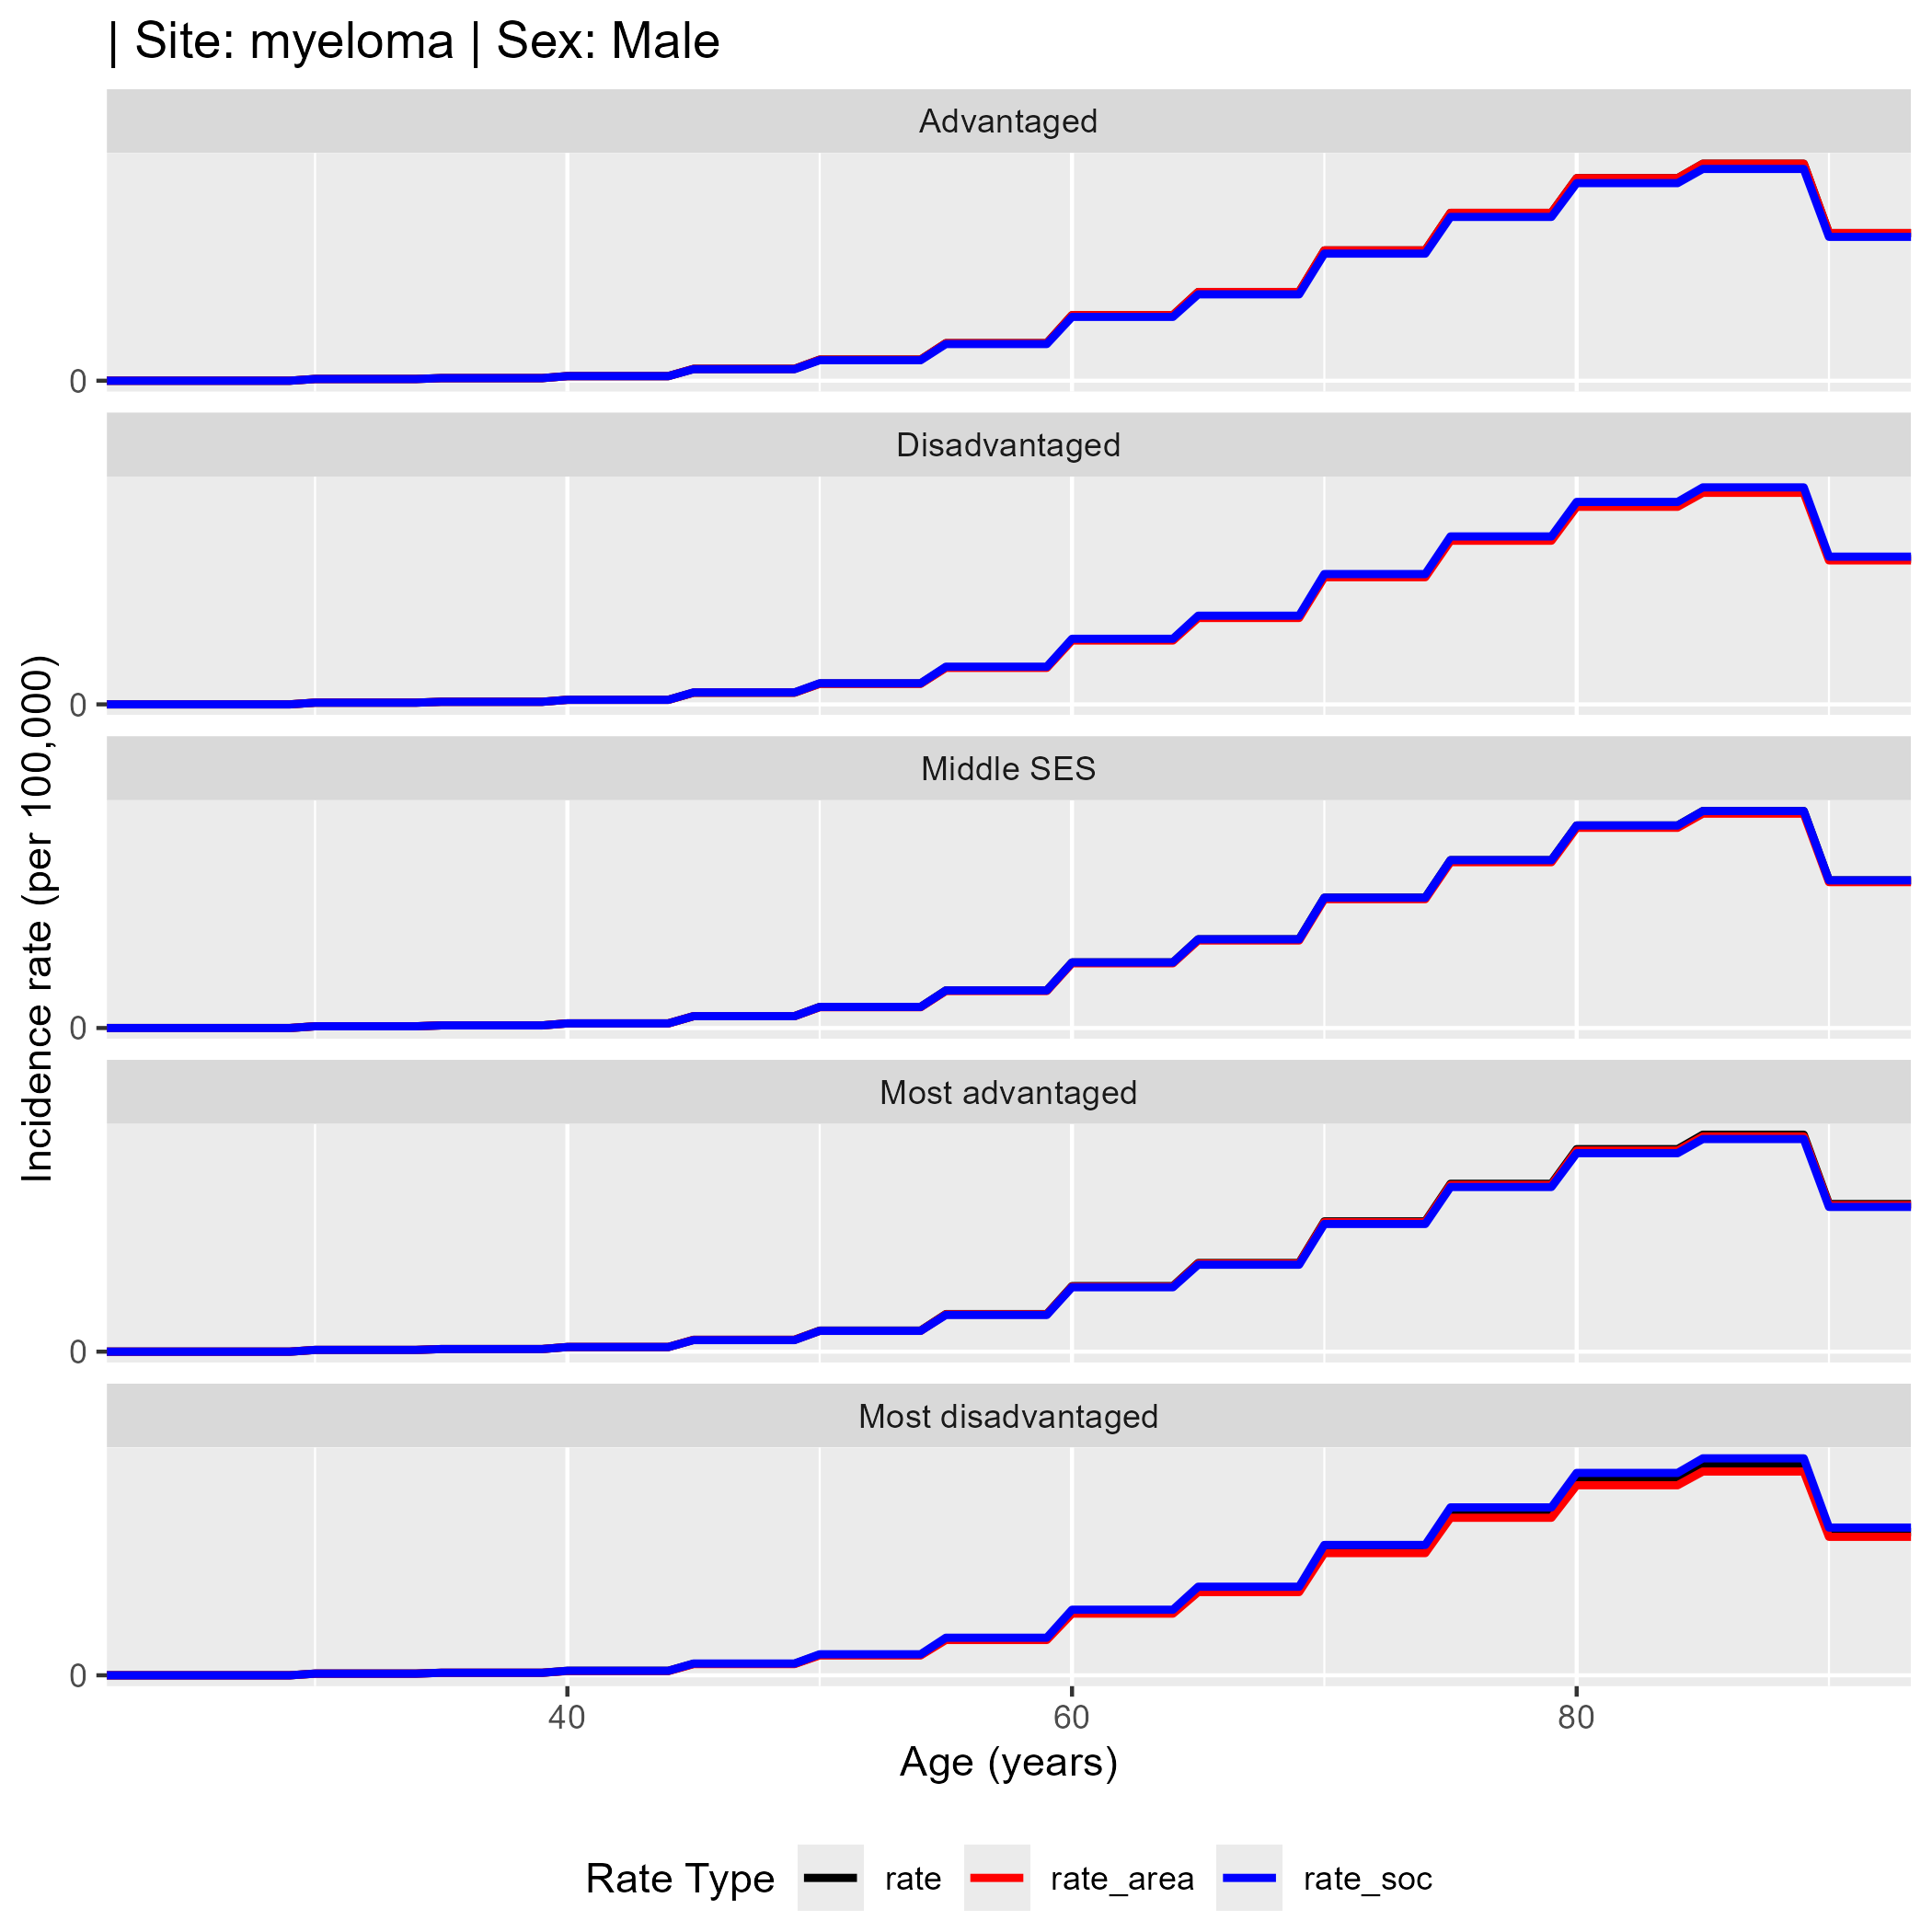 | Site: myeloma | Sex: Male
Advantaged
0
Disadvantaged
0
Middle SES
0
Most advantaged
0
Most disadvantaged
0
40 60 80
Age (years)
Incidence rate (per 100,000)
Rate Type rate rate_area rate_soc